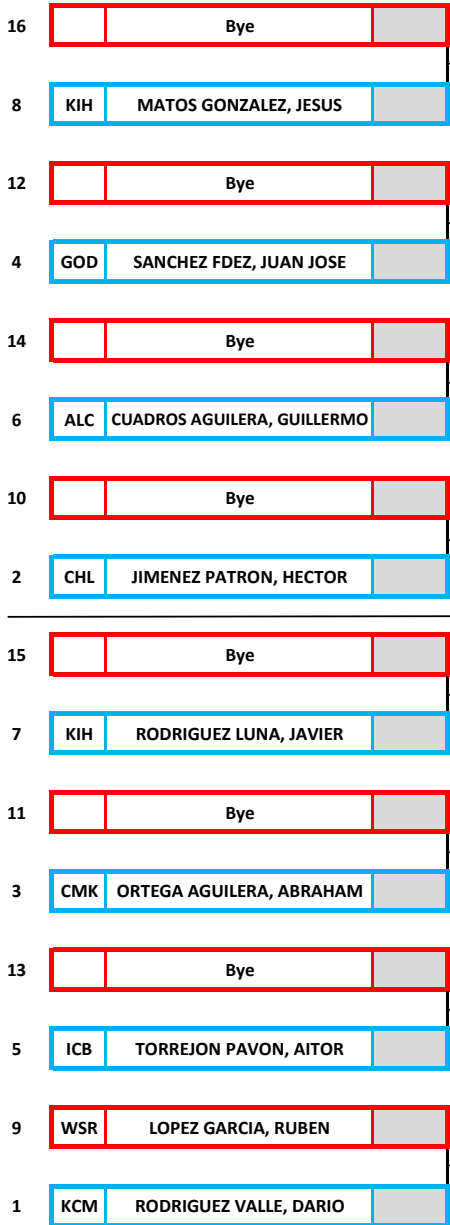 16 Bye
8 KIH MATOS GONZALEZ, JESUS
12 Bye
4 GOD SANCHEZ FDEZ, JUAN JOSE
14 Bye
6 ALC CUADROS AGUILERA, GUILLERMO
10 Bye
2 CHL JIMENEZ PATRON, HECTOR
15 Bye
7 KIH RODRIGUEZ LUNA, JAVIER
11 Bye
3 CMK ORTEGA AGUILERA, ABRAHAM
13 Bye
5 ICB TORREJON PAVON, AITOR
9 WSR LOPEZ GARCIA, RUBEN
1 KCM RODRIGUEZ VALLE, DARIO